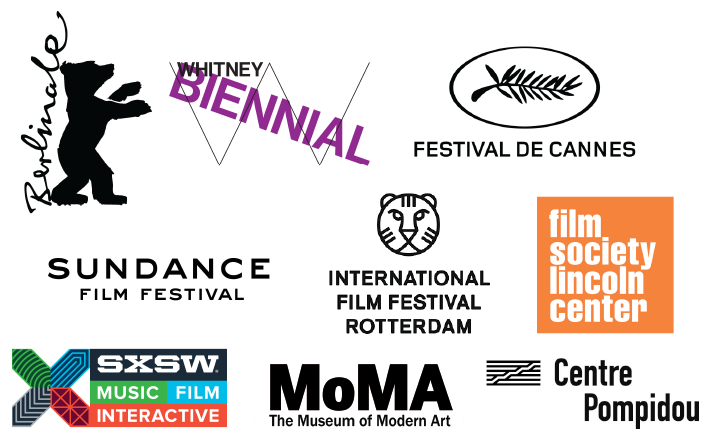 Berlinale
WHITNEY
BIENNIAL
FESTIVAL DE CANNES
SUNDANCE
FILM FESTIVAL
INTERNATIONAL
FILM FESTIVAL
ROTTERDAM
film
society
lincoln
center
SXSW®
MUSIC FILM
INTERACTIVE
MoMA
The Museum of Modern Art
Centre
Pompidou